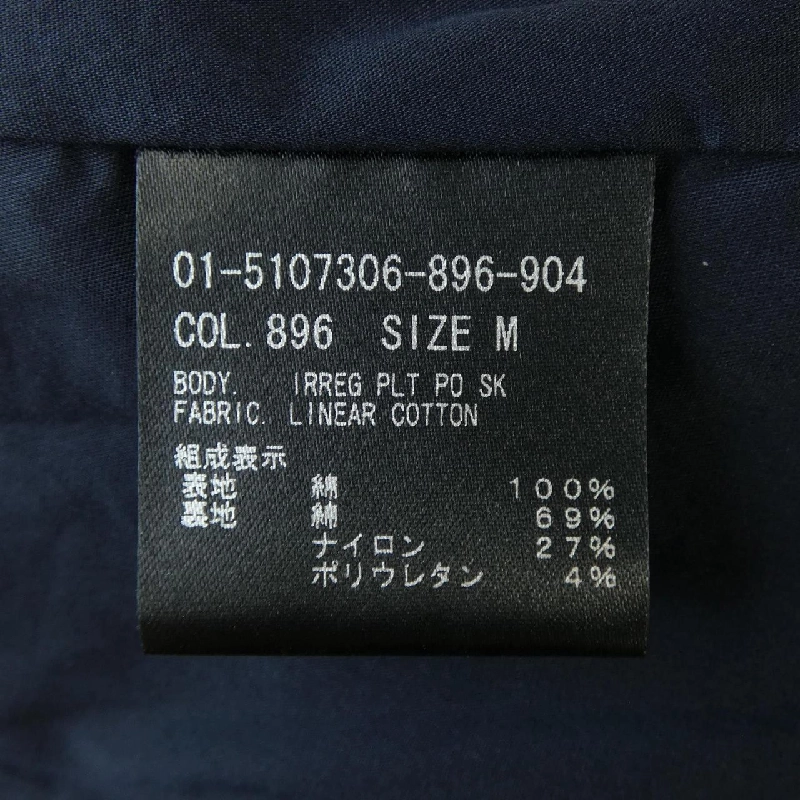 01-5107306-896-904
COL. 896 SIZE M
BODY. IRREG PLT PO SK
FABRIC. LINEAR COTTON
組成表示
表地 綿 100%
裏地 綿 69%
ナイロン 27%
ポリウレタン 4%